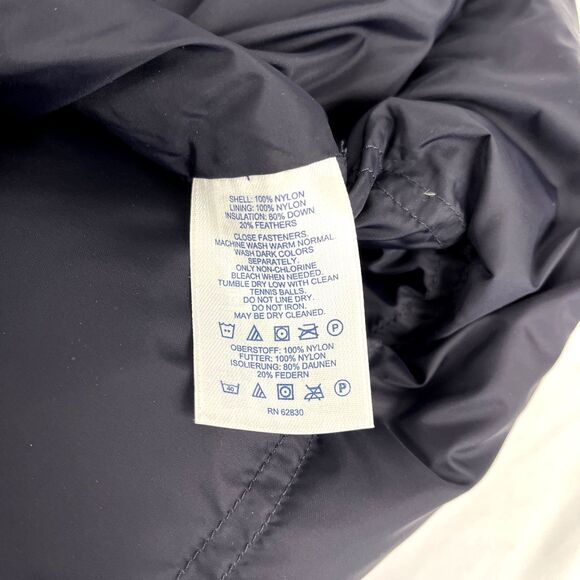 SHELL: 100% NYLON
LINING: 100% NYLON
INSULATION: 80% DOWN
20% FEATHERS
CLOSE FASTENERS.
MACHINE WASH WARM NORMAL.
WASH DARK COLORS
SEPARATELY.
ONLY NON-CHLORINE
BLEACH WHEN NEEDED.
TUMBLE DRY LOW WITH CLEAN
TENNIS BALLS.
DO NOT LINE DRY.
DO NOT IRON.
MAY BE DRY CLEANED.
P
OBERSTOFF: 100% NYLON
FUTTER: 100% NYLON
ISOLIERUNG: 80% DAUNEN
20% FEDERN
40 P
RN 62830